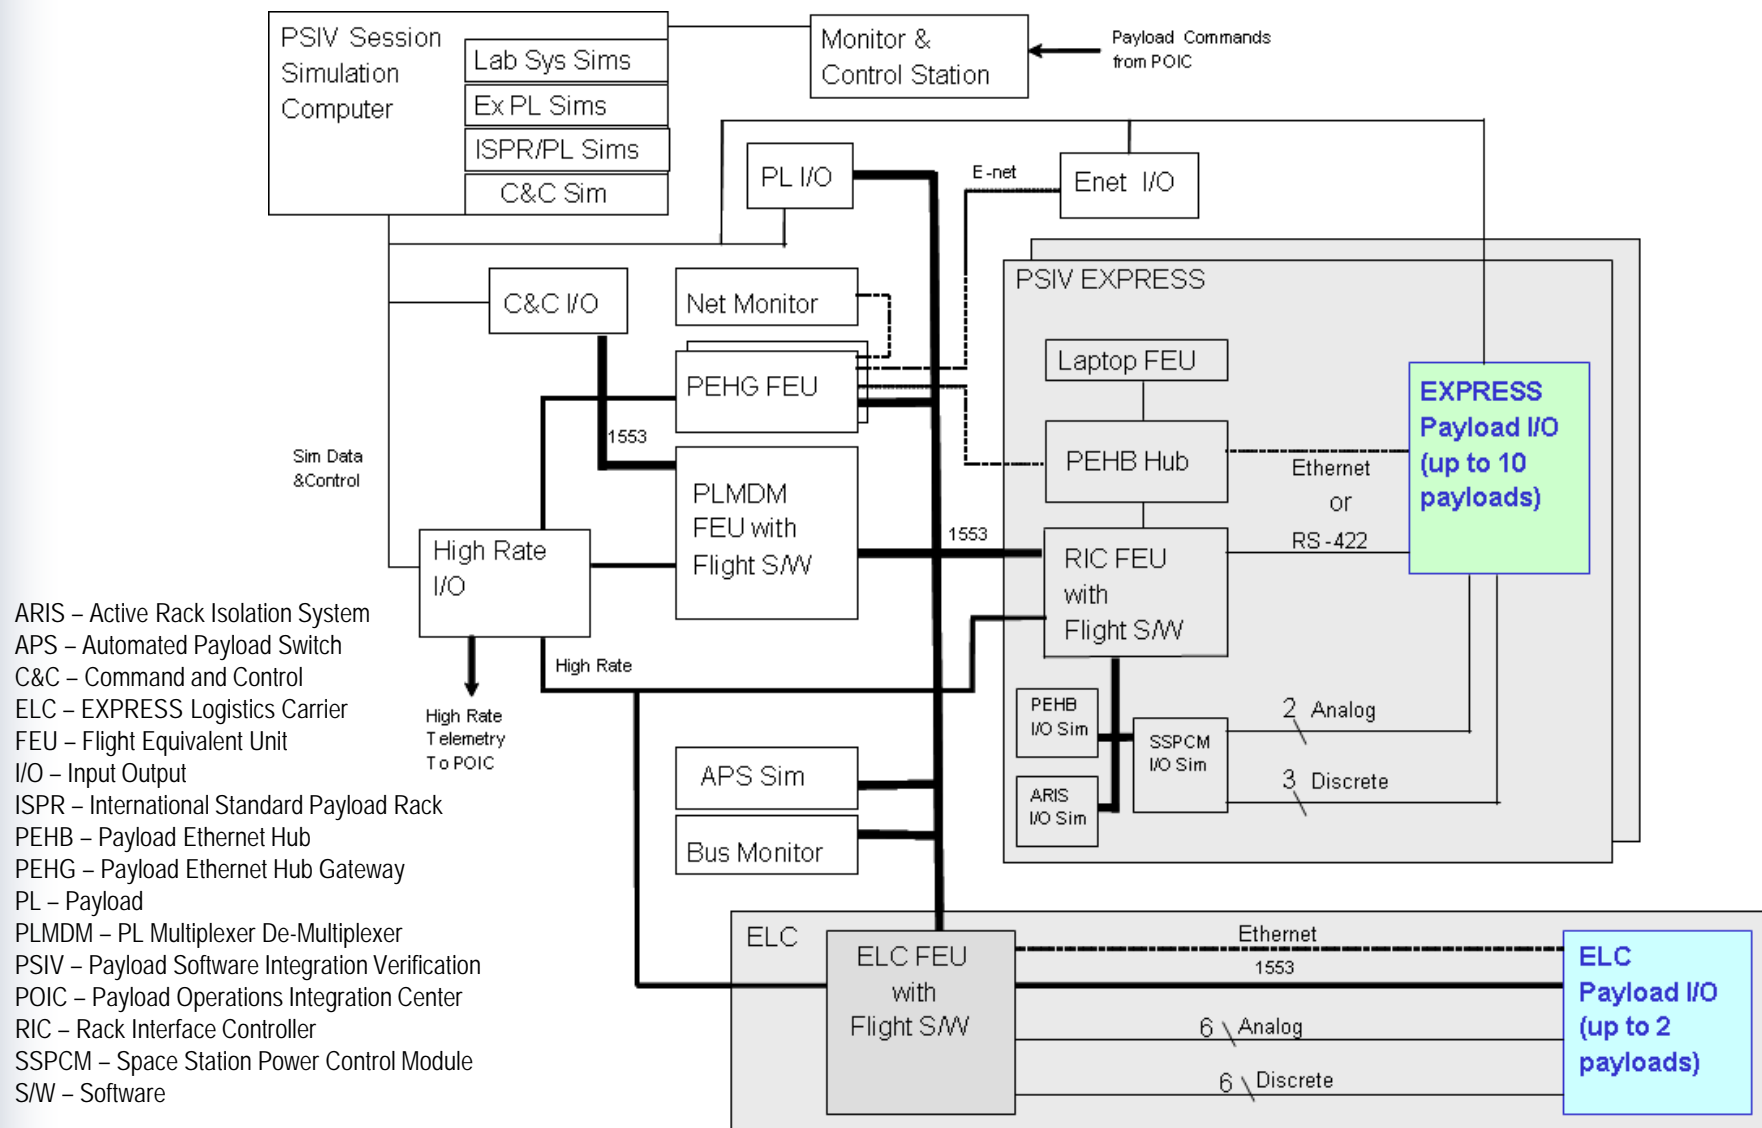 PSIV Session
Simulation
Computer
Lab Sys Sims
Ex PL Sims
ISPR/PL Sims
C&C Sim
Monitor &
Control Station
Payload Commands
from POIC
PL I/O
E-net
Enet I/O
C&C I/O
Net Monitor
PEHG FEU
1553
Sim Data
&Control
PLMDM
FEU with
Flight S/W
High Rate
I/O
1553
High Rate
High Rate
Telemetry
To POIC
APS Sim
Bus Monitor
PSIV EXPRESS
Laptop FEU
PEHB Hub
Ethernet
or
RS-422
RIC FEU
with
Flight S/W
EXPRESS
Payload I/O
(up to 10
payloads)
PEHB
I/O Sim
SSPCM
I/O Sim
ARIS
I/O Sim
2 Analog
3 Discrete
ELC
ELC FEU
with
Flight S/W
Ethernet
1553
6 Analog
6 Discrete
ELC
Payload I/O
(up to 2
payloads)
ARIS – Active Rack Isolation System
APS – Automated Payload Switch
C&C – Command and Control
ELC – EXPRESS Logistics Carrier
FEU – Flight Equivalent Unit
I/O – Input Output
ISPR – International Standard Payload Rack
PEHB – Payload Ethernet Hub
PEHG – Payload Ethernet Hub Gateway
PL – Payload
PLMDM – PL Multiplexer De-Multiplexer
PSIV – Payload Software Integration Verification
POIC – Payload Operations Integration Center
RIC – Rack Interface Controller
SSPCM – Space Station Power Control Module
S/W – Software